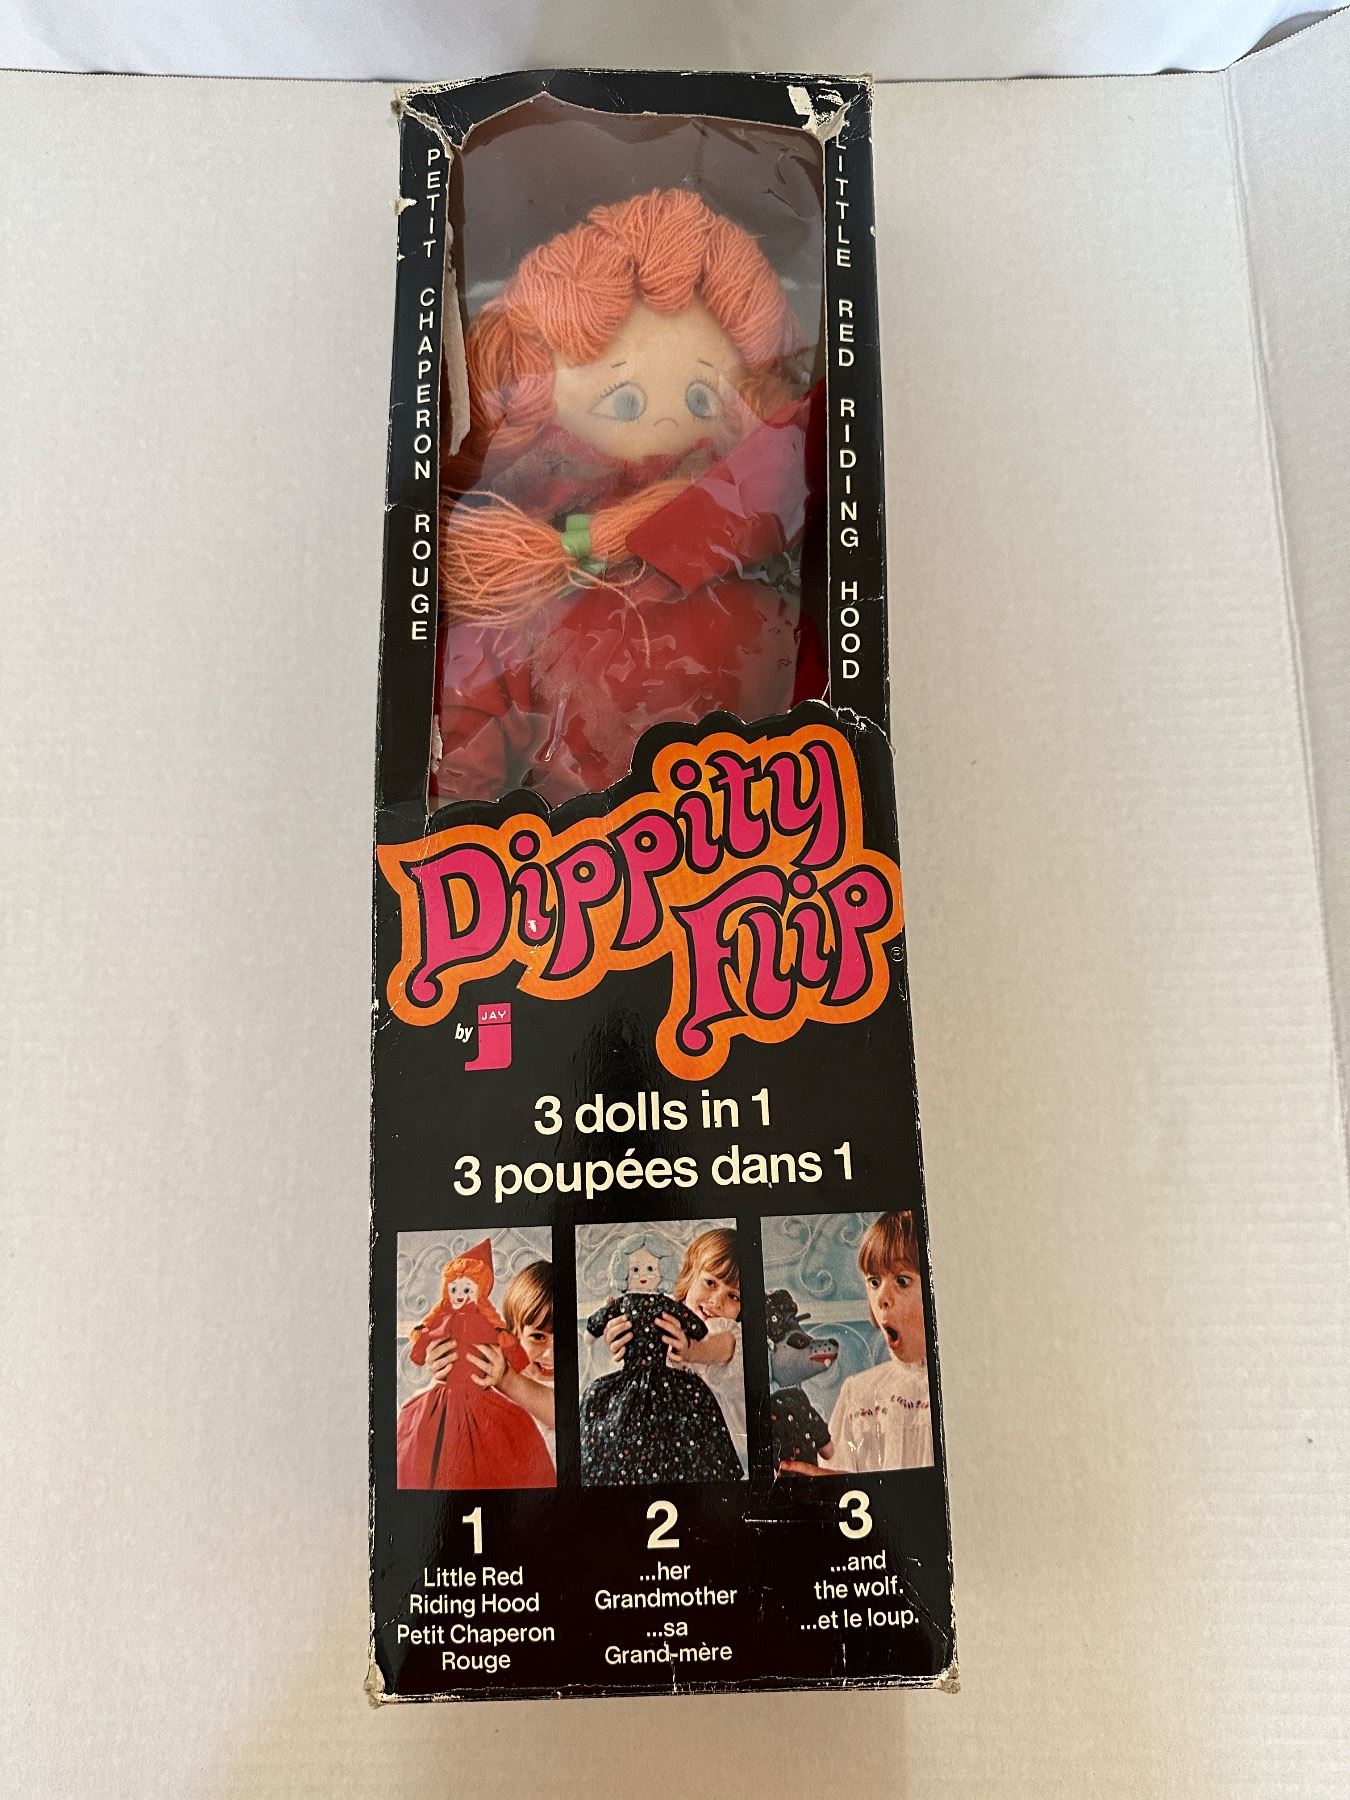 PETIT CHAPERON ROUGE
LITTLE RED RIDING HOOD
Dippity
Flip
®
by JAY
3 dolls in 1
3 poupées dans 1
1
Little Red
Riding Hood
Petit Chaperon
Rouge
2
...her
Grandmother
...sa
Grand-mère
3
...and
the wolf.
...et le loup.